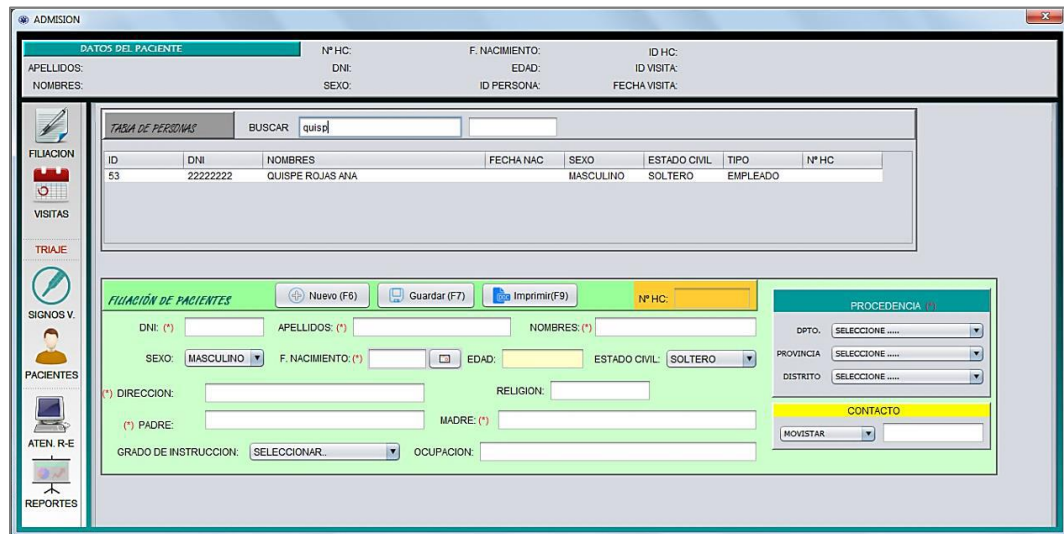 ADMISION
DATOS DEL PACIENTE N° HC: F. NACIMIENTO: ID HC:
APELLIDOS: DNI: EDAD: ID VISITA:
NOMBRES: SEXO: ID PERSONA: FECHA VISITA:
FILIACION
VISITAS
TRIAJE
SIGNOS V.
PACIENTES
ATEN. R-E
REPORTES
TABLA DE PERSONAS BUSCAR quisp
ID DNI NOMBRES FECHA NAC SEXO ESTADO CIVIL TIPO N° HC
53 22222222 QUISPE ROJAS ANA MASCULINO SOLTERO EMPLEADO
FILIACIÓN DE PACIENTES Nuevo (F6) Guardar (F7) Imprimir(F9) N° HC:
DNI: (*) APELLIDOS: (*) NOMBRES: (*)
SEXO: MASCULINO F. NACIMIENTO: (*) EDAD: ESTADO CIVIL: SOLTERO
(*) DIRECCION: RELIGION:
(*) PADRE: MADRE: (*)
GRADO DE INSTRUCCION: SELECCIONAR.. OCUPACION:
PROCEDENCIA (*)
DPTO. SELECCIONE .....
PROVINCIA SELECCIONE .....
DISTRITO SELECCIONE .....
CONTACTO
MOVISTAR